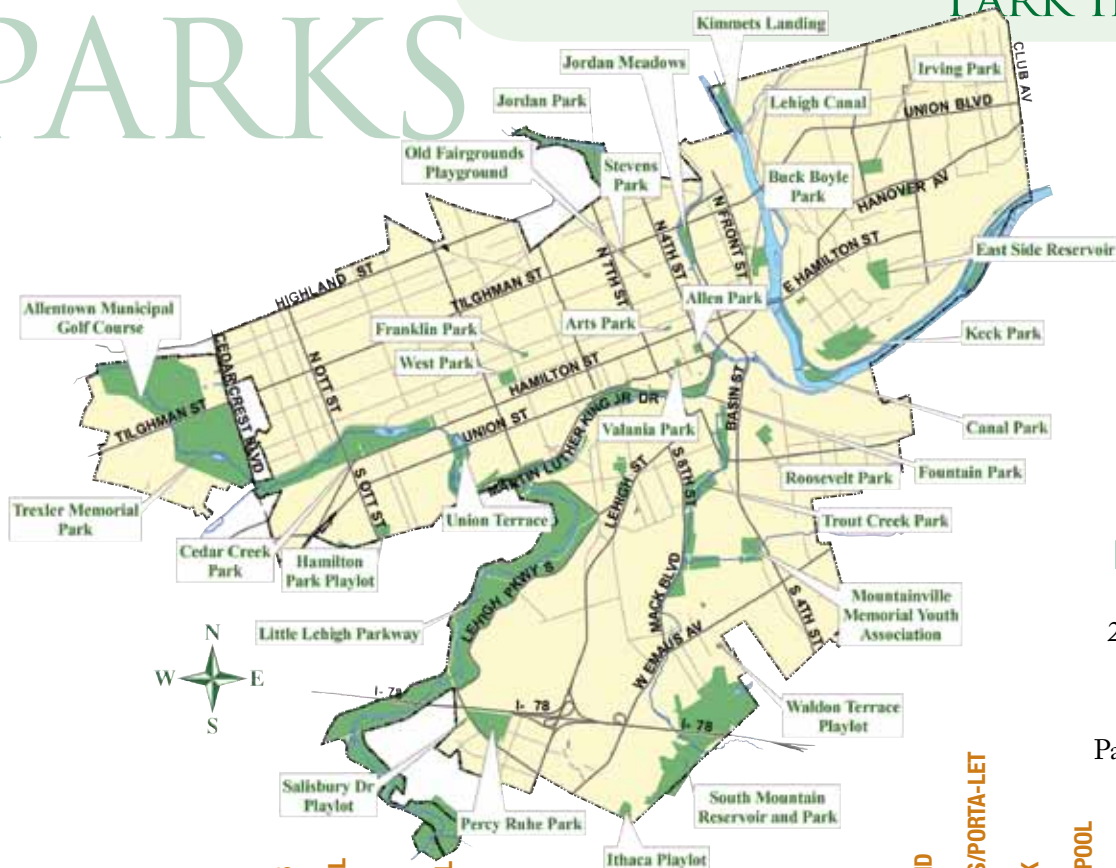 PARKS
Kimmets Landing
Jordan Meadows
Irving Park
CLUB AV
Jordan Park
Lehigh Canal
UNION BLVD
Old Fairgrounds
Playground
Stevens
Park
Buck Boyle
Park
HANOVER AV
N FRONT ST
N 4TH ST
East Side Reservoir
E HAMILTON ST
N 7TH ST
HIGHLAND ST
TILGHMAN ST
Allen Park
Allentown Municipal
Golf Course
Franklin Park
Arts Park
Keck Park
West Park
CEDAR CREST BLVD
N OTT ST
HAMILTON ST
TILGHMAN ST
UNION ST
MARTIN LUTHER KING JR DR
BASIN ST
Valania Park
Canal Park
S 8TH ST
LEHIGH ST
Roosevelt Park
Fountain Park
S OTT ST
Trexler Memorial
Park
Union Terrace
Trout Creek Park
Cedar Creek
Park
Hamilton
Park Playlot
MACK BLVD
Mountainville
Memorial Youth
Association
LEHIGH PKWY S
S 4TH ST
Little Lehigh Parkway
W EMAUS AV
N
W E
S
I- 78
I- 78
I- 78
Waldon Terrace
Playlot
2
Pa
Salisbury Dr
Playlot
Percy Ruhe Park
South Mountain
Reservoir and Park
Ithaca Playlot
S/PORTA-LET
POOL